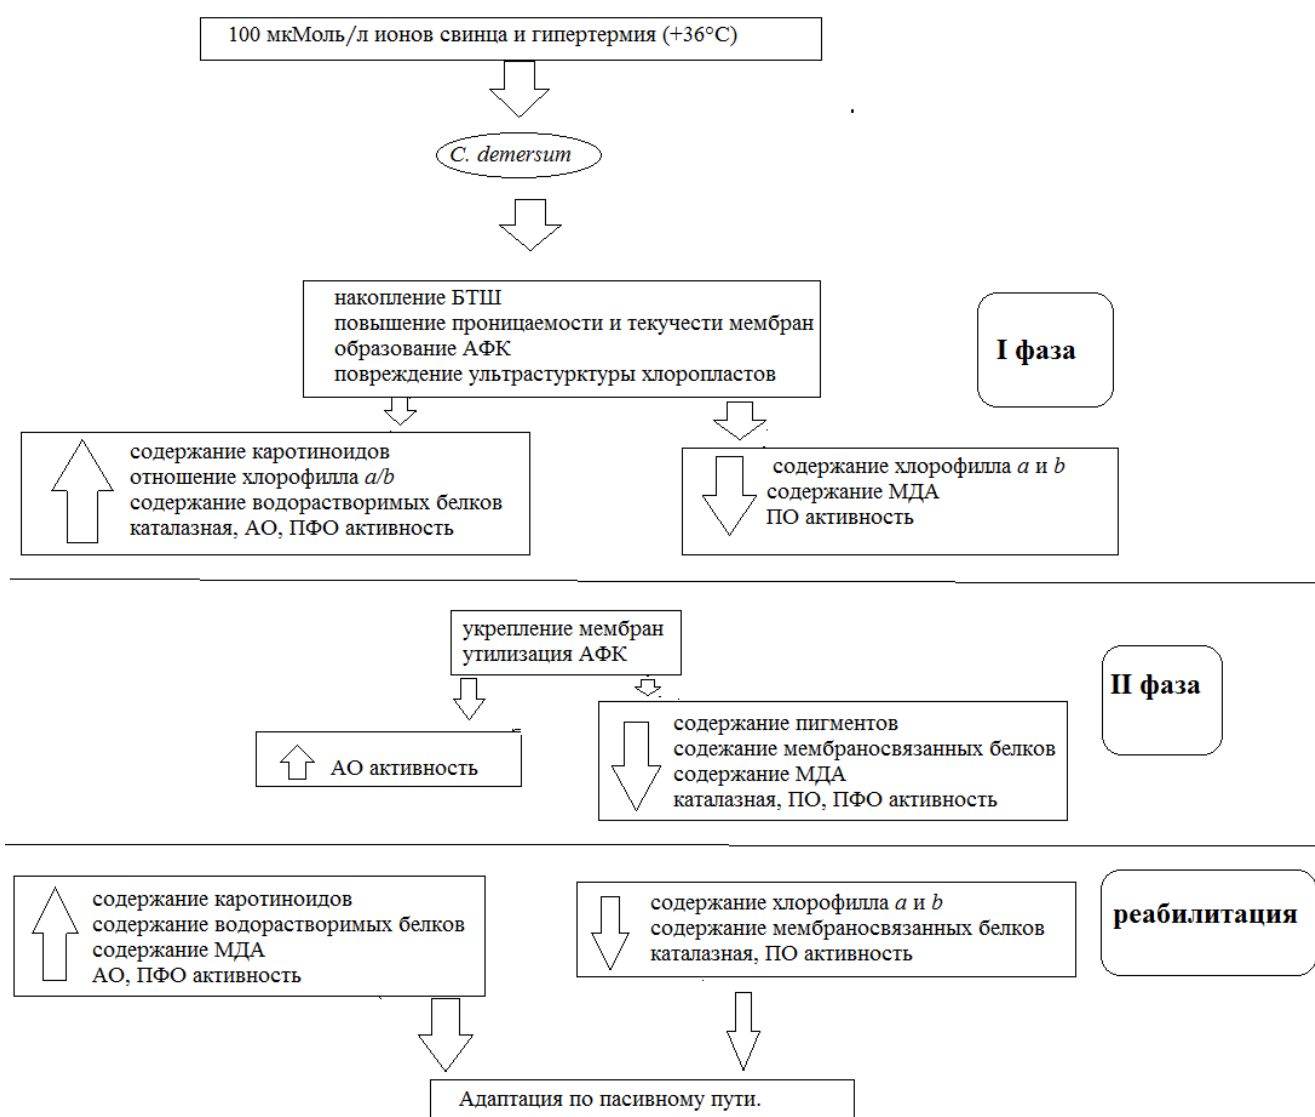 100 мкМоль/л ионов свинца и гипертермия (+36°С)
C. demersum
накопление БТШ
повышение проницаемости и текучести мембран
образование АФК
повреждение ультрастурктуры хлоропластов
I фаза
содержание каротиноидов
отношение хлорофилла a/b
содержание водорастворимых белков
каталазная, АО, ПФО активность
содержание хлорофилла a и b
содержание МДА
ПО активность
укрепление мембран
утилизация АФК
II фаза
АО активность
содержание пигментов
содежание мембраносвязанных белков
содержание МДА
каталазная, ПО, ПФО активность
содержание каротиноидов
содержание водорастворимых белков
содержание МДА
АО, ПФО активность
содержание хлорофилла a и b
содержание мембраносвязанных белков
каталазная, ПО активность
реабилитация
Адаптация по пасивному пути.